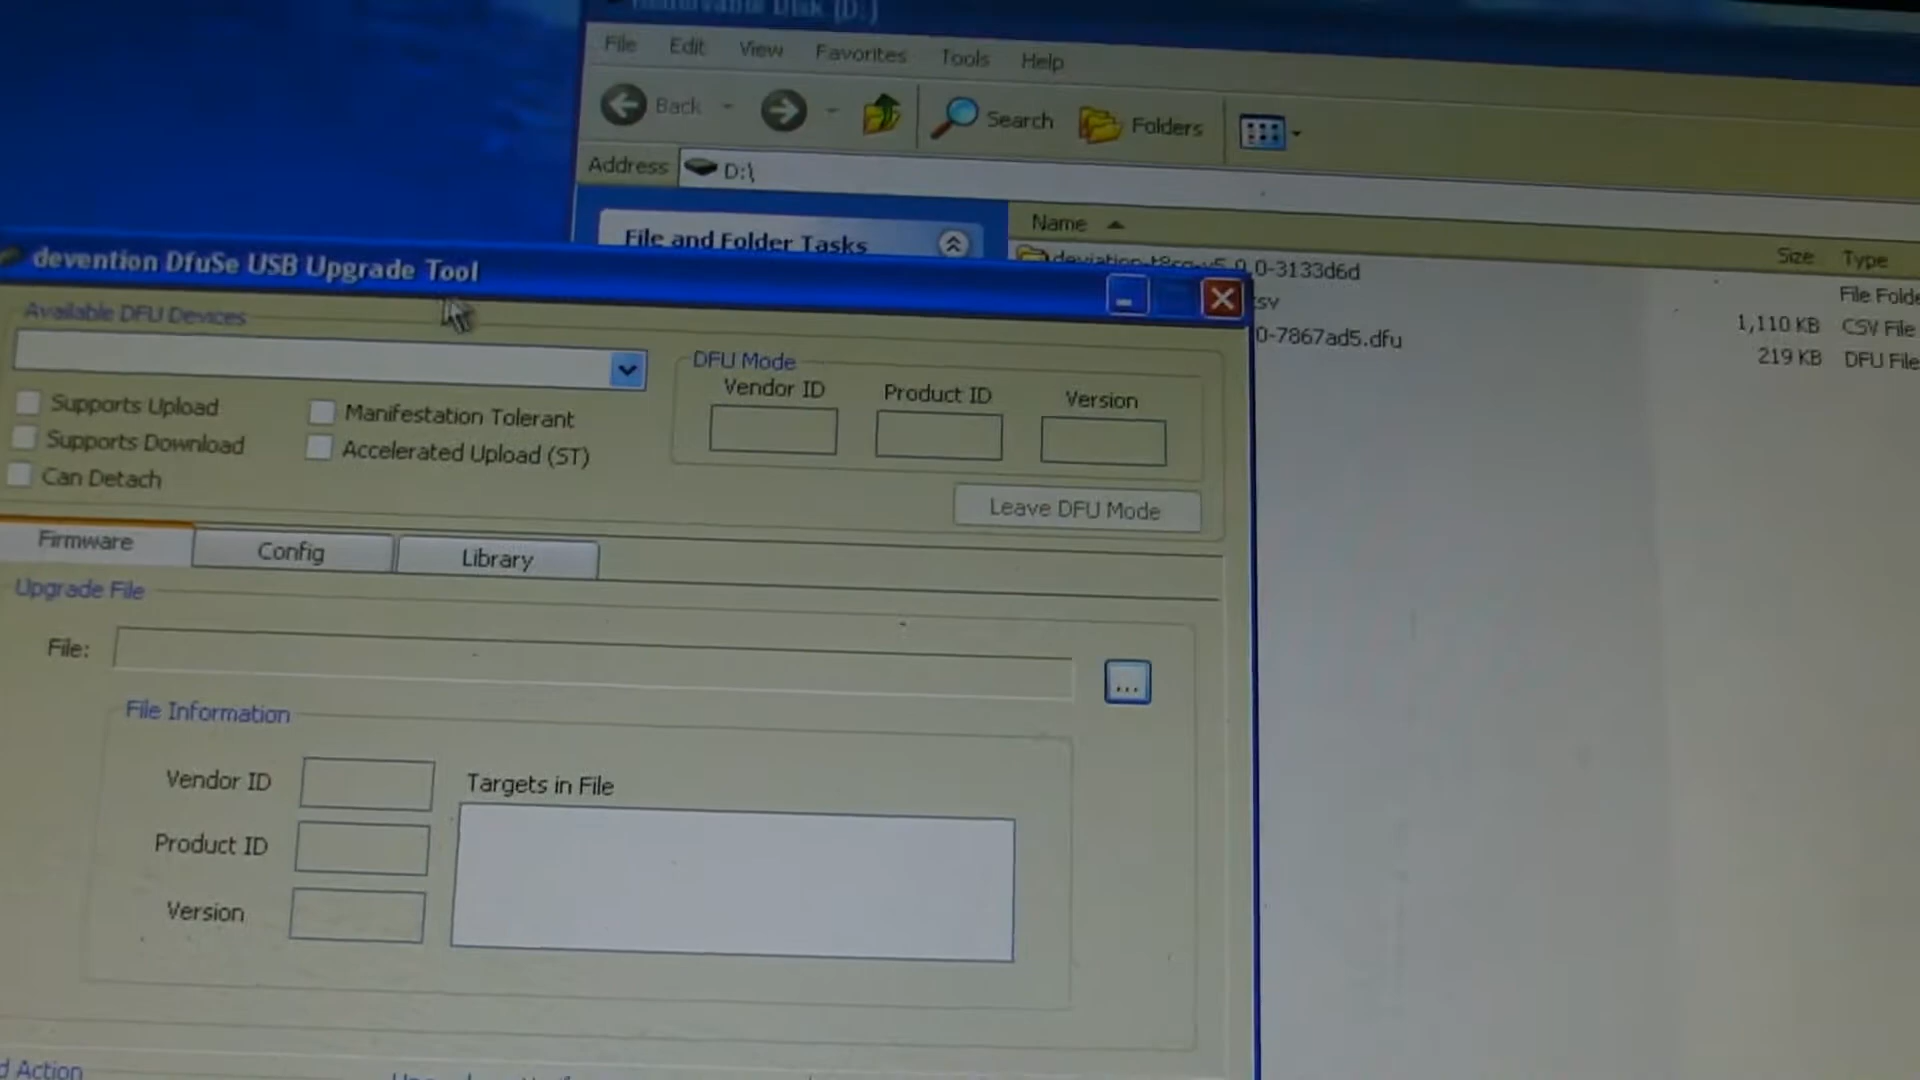 Removable Disk (D:)
File Edit View Favorites Tools Help
Back Search Folders
Address D:\
File and Folder Tasks
Name Size Type
0-3133d6d File Folde
csv 1,110 KB CSV File
0-7867ad5.dfu 219 KB DFU File
devention DfuSe USB Upgrade Tool
Available DFU Devices
DFU Mode
Vendor ID Product ID Version
Supports Upload Manifestation Tolerant
Supports Download Accelerated Upload (ST)
Can Detach
Leave DFU Mode
Firmware Config Library
Upgrade File
File: ...
File Information
Vendor ID Targets in File
Product ID
Version
d Action